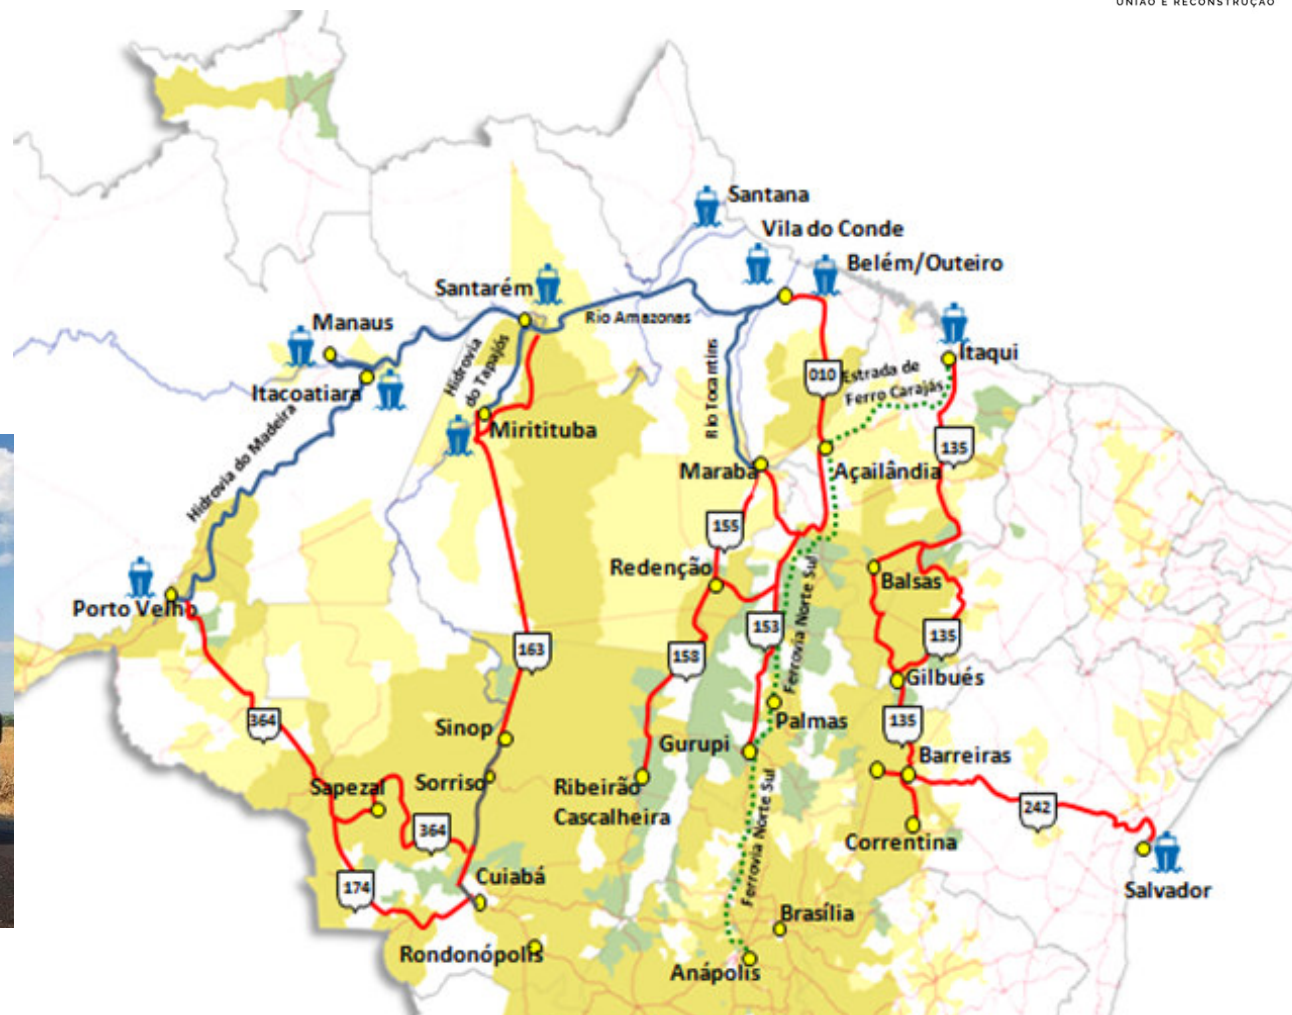 UNIÃO E RECONSTRUÇÃO
Santana
Vila do Conde
Belém/Outeiro
Santarém
Rio Amazonas
Manaus
Itaqui
Hidrovia
do Tapajós
Itacoatiara
010
Estrada de
Ferro Carajás
Rio Tocantins
Hidrovia do Madeira
Miritituba
135
Marabá
Açailândia
155
Redenção
Balsas
Ferrovia Norte Sul
Porto Velho
153
135
163
158
Gilbués
364
Sinop
Palmas
135
Gurupi
Barreiras
Sapezal
Sorriso
Ribeirão
Cascalheira
242
364
Ferrovia Norte Sul
Correntina
174
Cuiabá
Salvador
Brasília
Rondonópolis
Anápolis